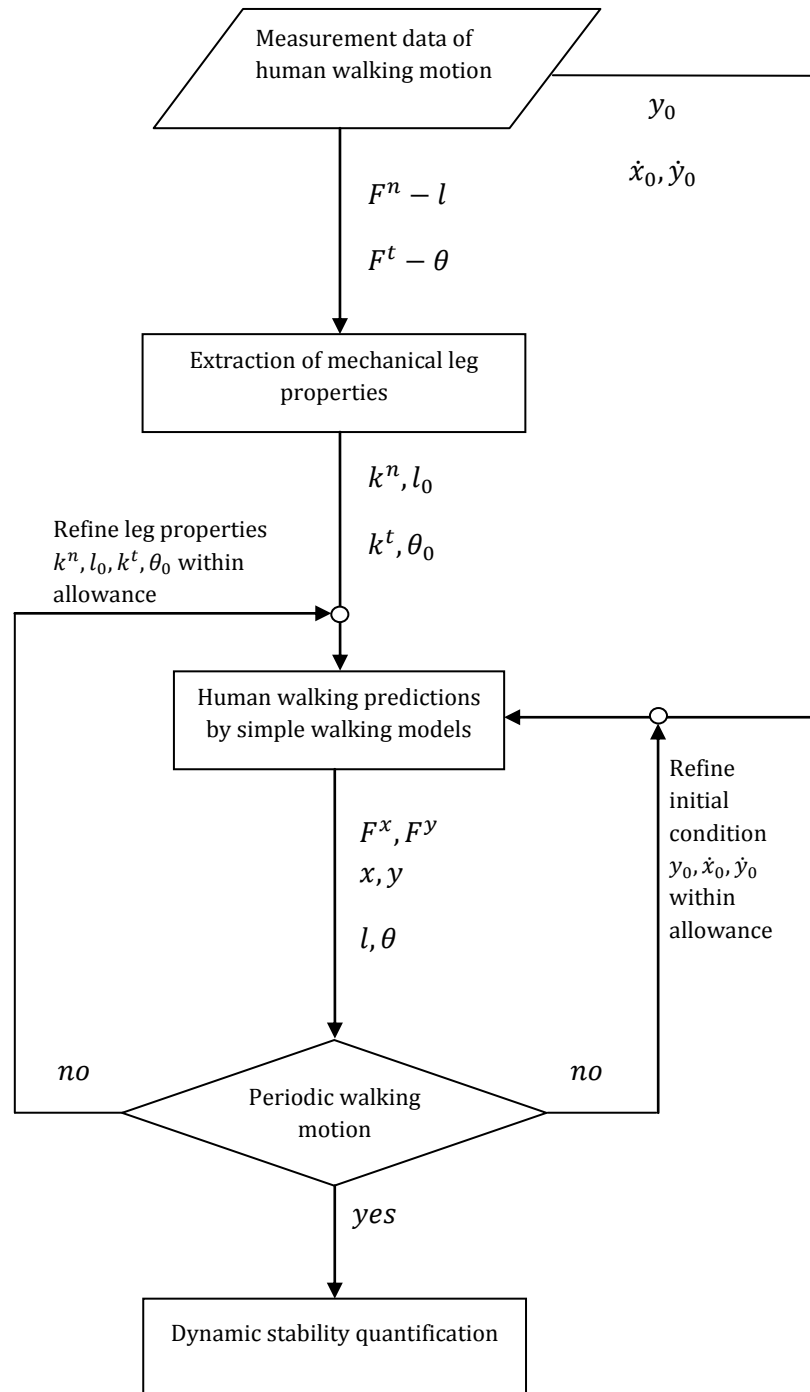 Measurement data of
human walking motion
y₀
ẋ₀, ẏ₀
Fⁿ − l
Fᵗ − θ
Extraction of mechanical leg
properties
kⁿ, l₀
kᵗ, θ₀
Refine leg properties
kⁿ, l₀, kᵗ, θ₀ within
allowance
Human walking predictions
by simple walking models
Refine
initial
condition
y₀, ẋ₀, ẏ₀
within
allowance
Fˣ, Fʸ
x, y
l, θ
no
Periodic walking
motion
no
yes
Dynamic stability quantification